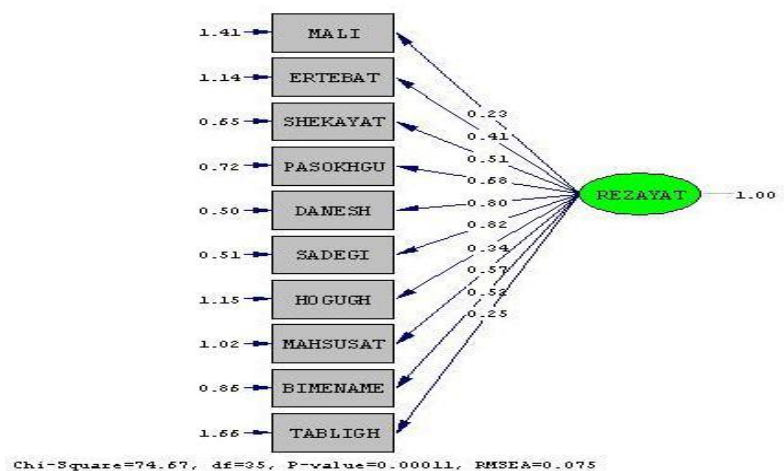 1.41 MALI
1.14 ERTEBAT
0.65 SHEKAYAT
0.72 PASOKHGU
0.50 DANESH
0.51 SADEGI
1.15 HOGUGH
1.02 MAHSUSAT
0.86 BIMENAME
1.66 TABLIGH
0.23
0.41
0.51
0.68
0.80
0.82
0.34
0.57
0.52
0.25
REZAYAT 1.00
Chi-Square=74.67, df=35, P-value=0.00011, RMSEA=0.075